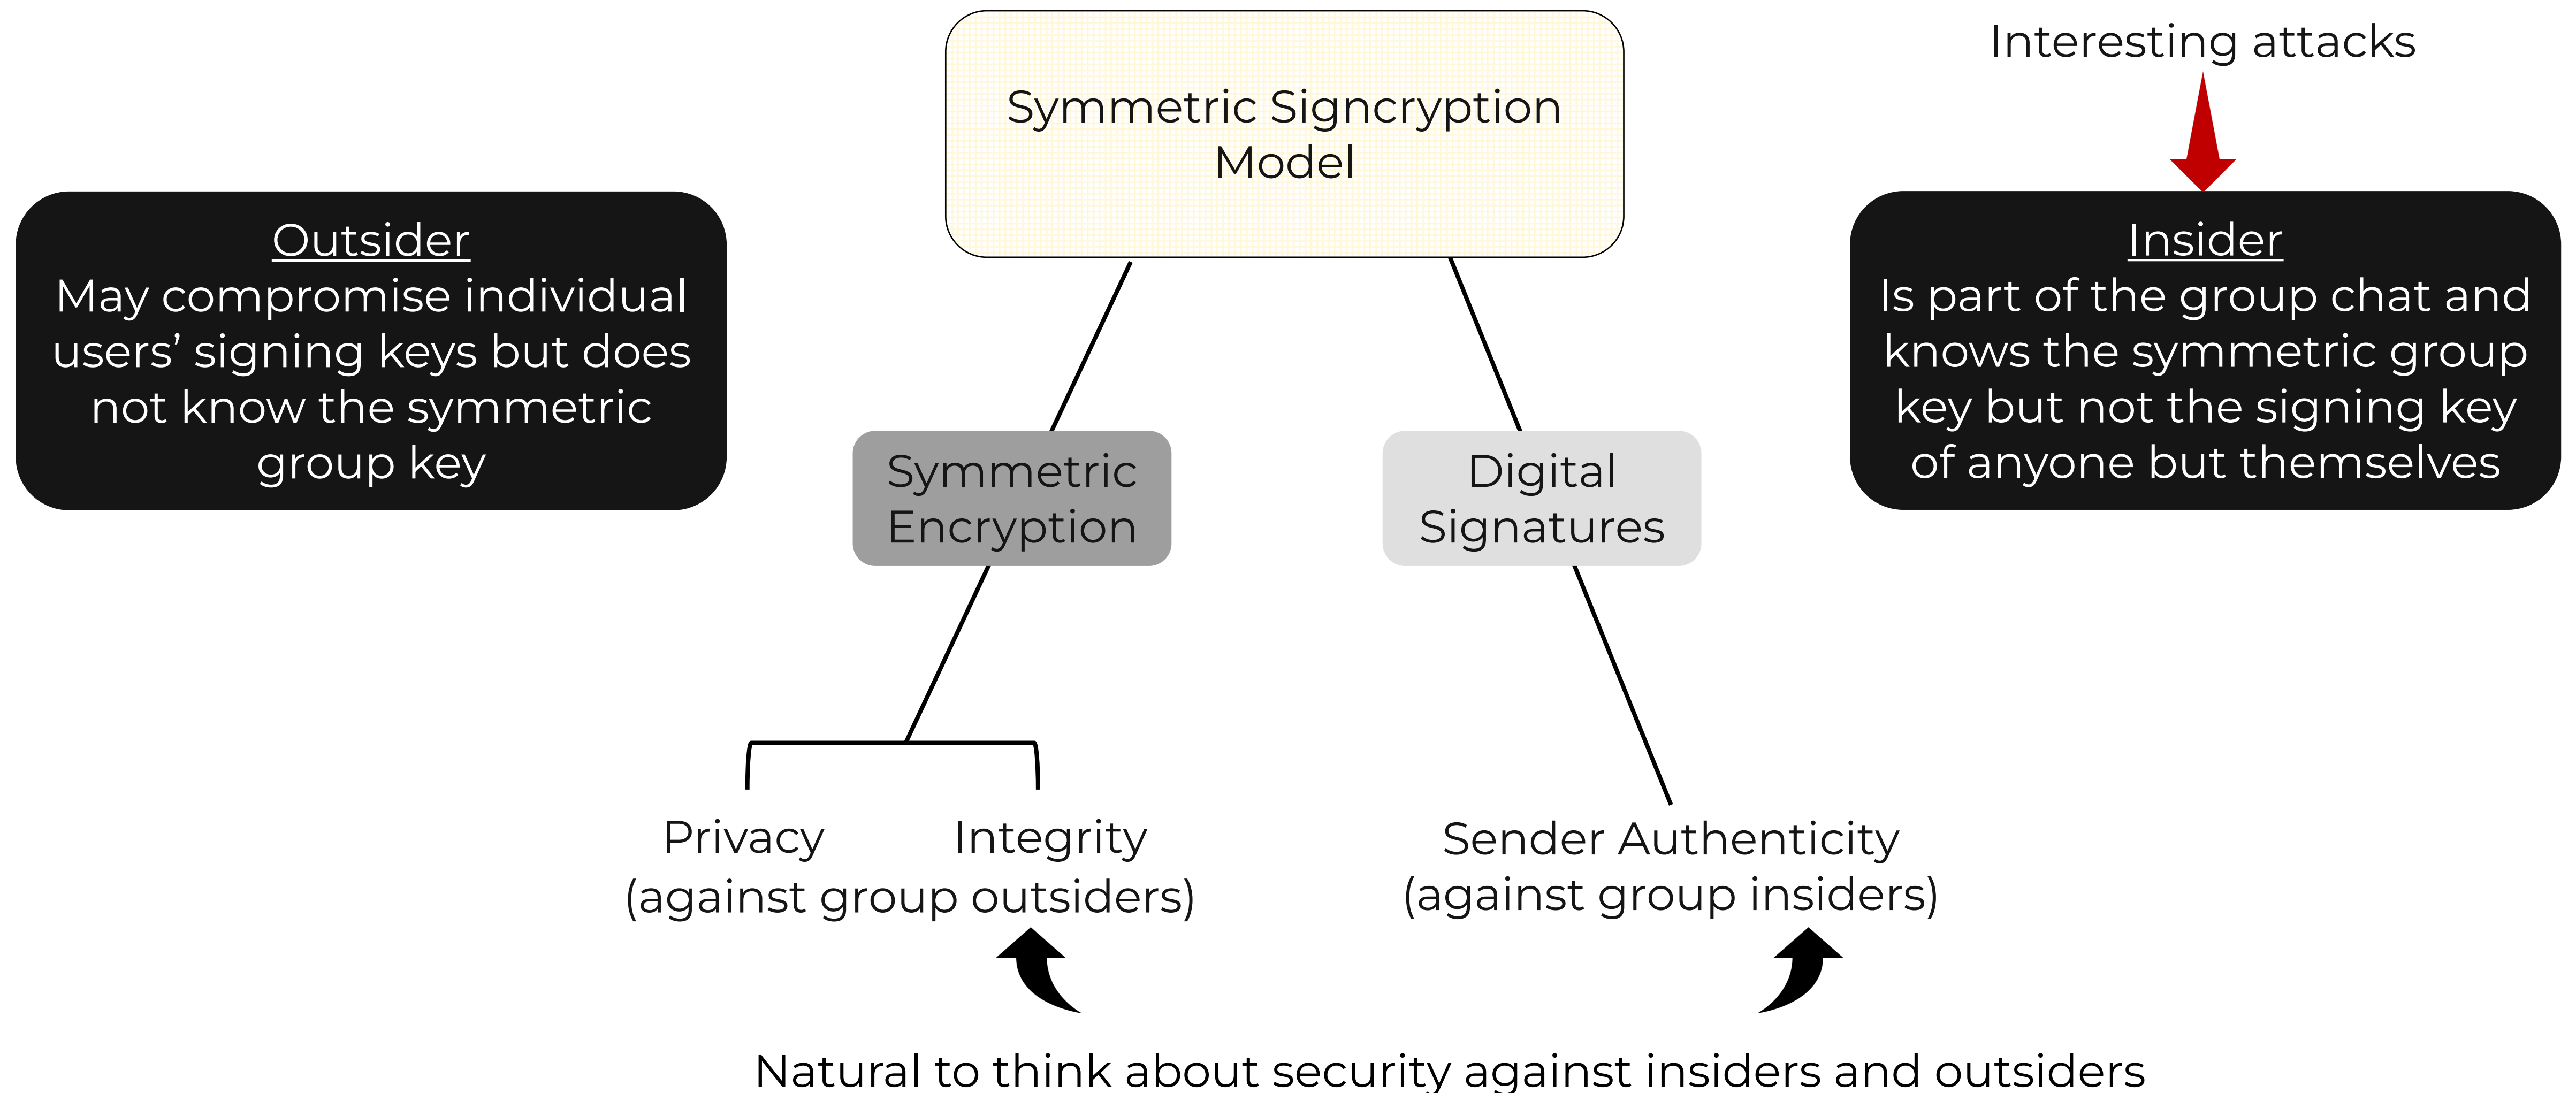 Symmetric Signcryption
Model
Interesting attacks
Outsider
May compromise individual
users’ signing keys but does
not know the symmetric
group key
Insider
Is part of the group chat and
knows the symmetric group
key but not the signing key
of anyone but themselves
Symmetric
Encryption
Digital
Signatures
Privacy
Integrity
(against group outsiders)
Sender Authenticity
(against group insiders)
Natural to think about security against insiders and outsiders